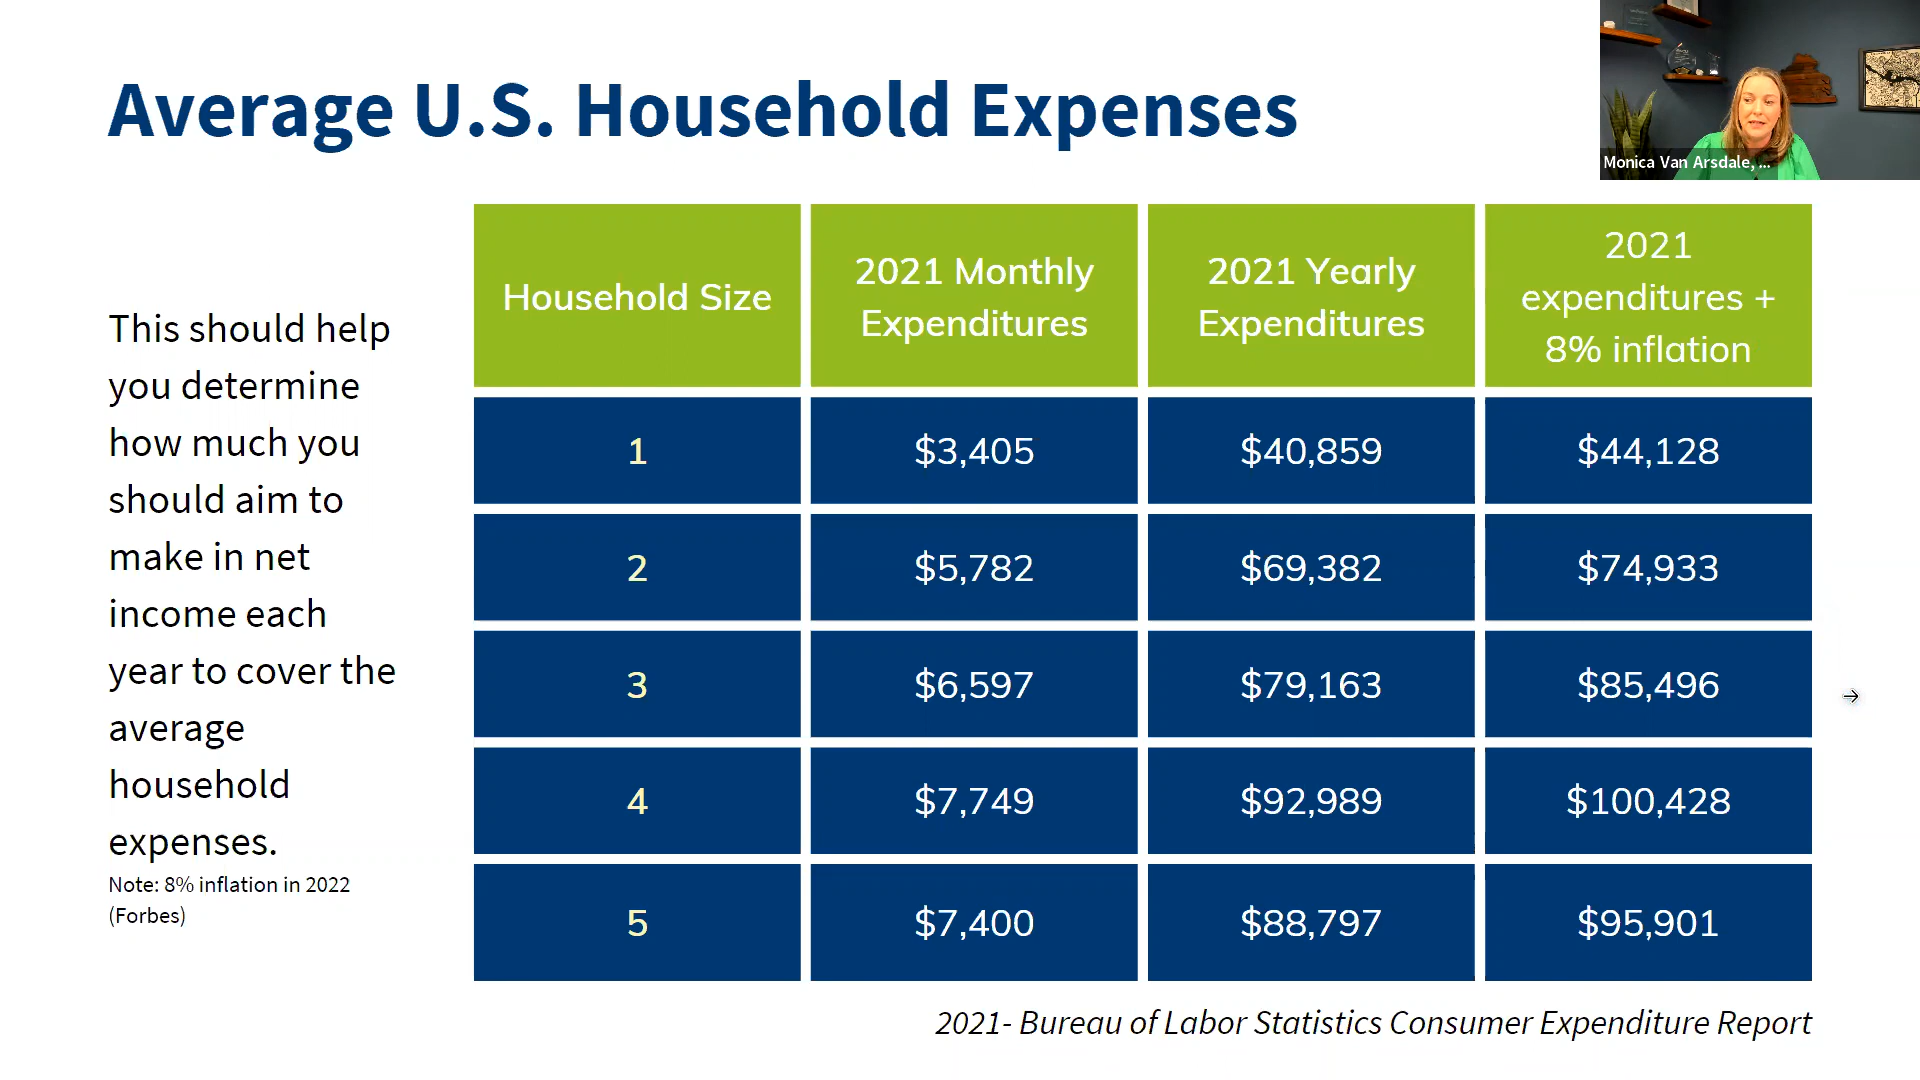 Average U.S. Household Expenses
Monica Van Arsdale, ...
This should help
you determine
how much you
should aim to
make in net
income each
year to cover the
average
household
expenses.
Note: 8% inflation in 2022
(Forbes)
Household Size
2021 Monthly
Expenditures
2021 Yearly
Expenditures
2021
expenditures +
8% inflation
1 $3,405 $40,859 $44,128
2 $5,782 $69,382 $74,933
3 $6,597 $79,163 $85,496
4 $7,749 $92,989 $100,428
5 $7,400 $88,797 $95,901
2021- Bureau of Labor Statistics Consumer Expenditure Report